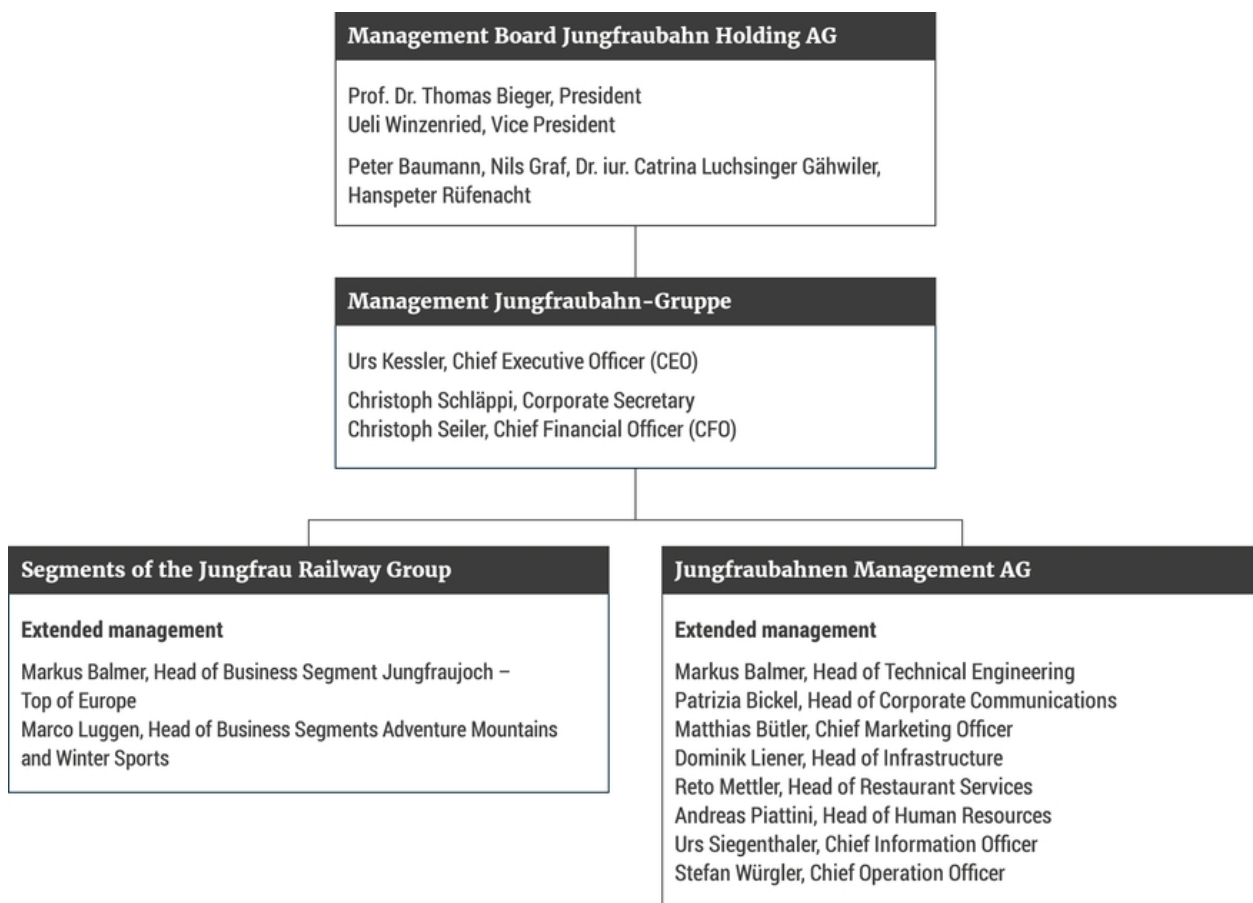 Management Board Jungfraubahn Holding AG
Prof. Dr. Thomas Bieger, President
Ueli Winzenried, Vice President
Peter Baumann, Nils Graf, Dr. iur. Catrina Luchsinger Gähwiler,
Hanspeter Rüfenacht
Management Jungfraubahn-Gruppe
Urs Kessler, Chief Executive Officer (CEO)
Christoph Schläppi, Corporate Secretary
Christoph Seiler, Chief Financial Officer (CFO)
Segments of the Jungfrau Railway Group
Extended management
Markus Balmer, Head of Business Segment Jungfraujoch –
Top of Europe
Marco Luggen, Head of Business Segments Adventure Mountains
and Winter Sports
Jungfraubahnen Management AG
Extended management
Markus Balmer, Head of Technical Engineering
Patrizia Bickel, Head of Corporate Communications
Matthias Bütler, Chief Marketing Officer
Dominik Liener, Head of Infrastructure
Reto Mettler, Head of Restaurant Services
Andreas Piattini, Head of Human Resources
Urs Siegenthaler, Chief Information Officer
Stefan Würgler, Chief Operation Officer